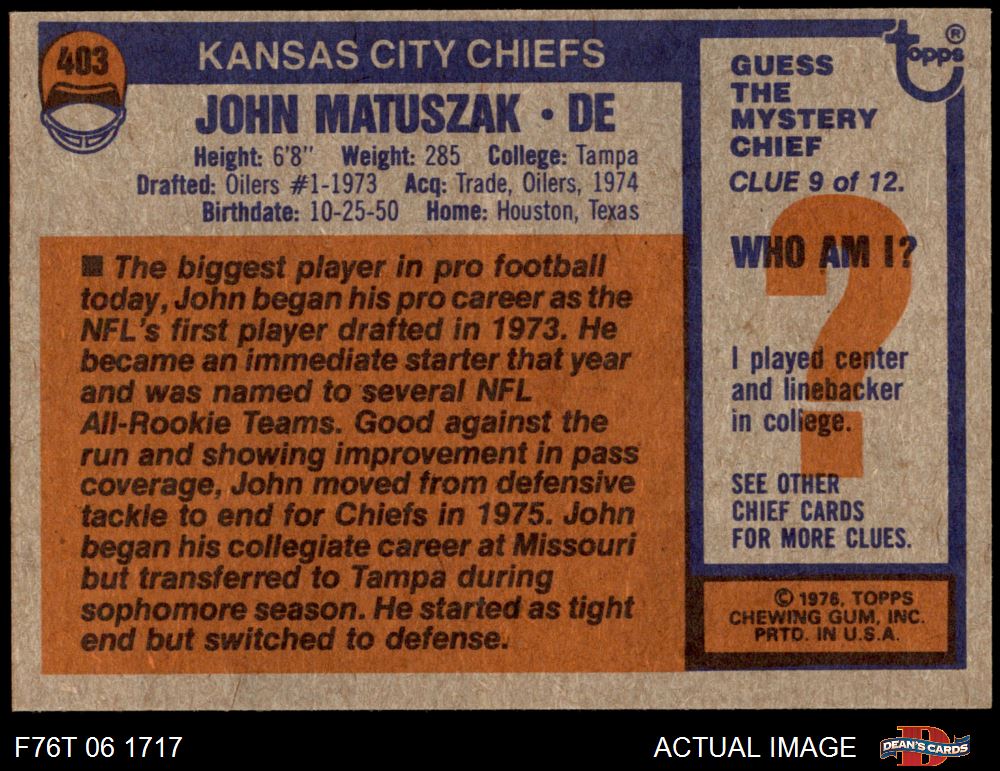 403
KANSAS CITY CHIEFS
JOHN MATUSZAK • DE
Height: 6'8" Weight: 285 College: Tampa
Drafted: Oilers #1-1973 Acq: Trade, Oilers, 1974
Birthdate: 10-25-50 Home: Houston, Texas
■ The biggest player in pro football
today, John began his pro career as the
NFL's first player drafted in 1973. He
became an immediate starter that year
and was named to several NFL
All-Rookie Teams. Good against the
run and showing improvement in pass
coverage, John moved from defensive
tackle to end for Chiefs in 1975. John
began his collegiate career at Missouri
but transferred to Tampa during
sophomore season. He started as tight
end but switched to defense.
topps®
GUESS
THE
MYSTERY
CHIEF
CLUE 9 of 12.
?
WHO AM I?
I played center
and linebacker
in college.
SEE OTHER
CHIEF CARDS
FOR MORE CLUES.
© 1976, TOPPS
CHEWING GUM, INC.
PRTD. IN U.S.A.
F76T 06 1717
ACTUAL IMAGE
D
DEAN'S CARDS